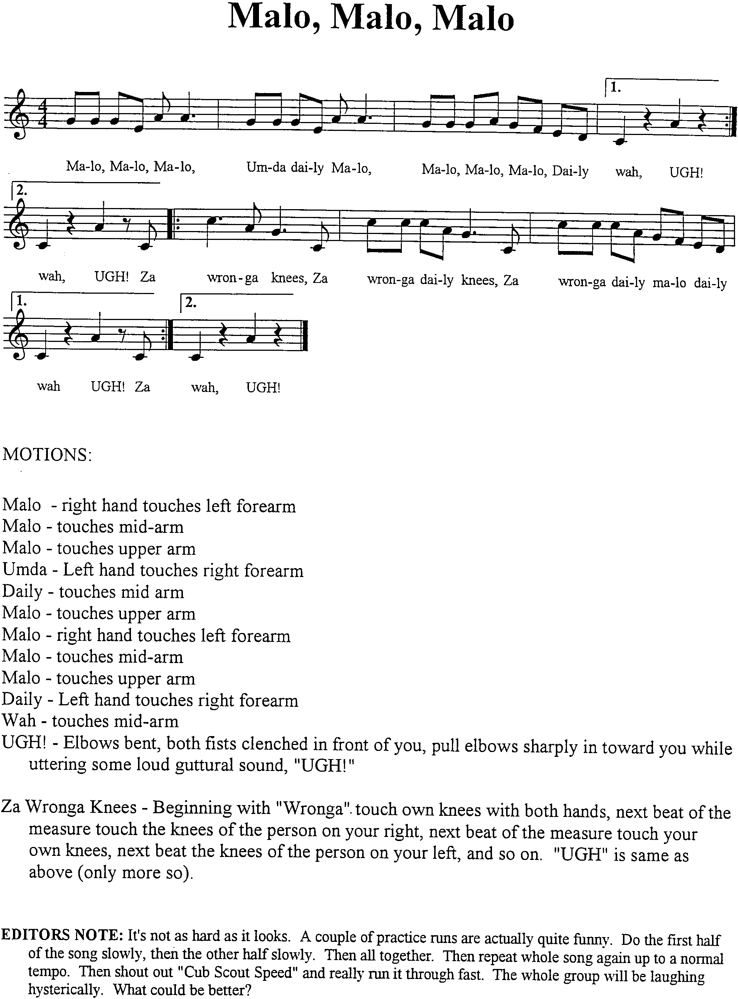 Malo, Malo, Malo
4
4
1.
Ma-lo, Ma-lo, Ma-lo, Um-da dai-ly Ma-lo, Ma-lo, Ma-lo, Ma-lo, Dai-ly wah, UGH!
2.
wah, UGH! Za wron-ga knees, Za wron-ga dai-ly knees, Za wron-ga dai-ly ma-lo dai-ly
1. 2.
wah UGH! Za wah, UGH!
MOTIONS:
Malo - right hand touches left forearm
Malo - touches mid-arm
Malo - touches upper arm
Umda - Left hand touches right forearm
Daily - touches mid arm
Malo - touches upper arm
Malo - right hand touches left forearm
Malo - touches mid-arm
Malo - touches upper arm
Daily - Left hand touches right forearm
Wah - touches mid-arm
UGH! - Elbows bent, both fists clenched in front of you, pull elbows sharply in toward you while
uttering some loud guttural sound, "UGH!"
Za Wronga Knees - Beginning with "Wronga". touch own knees with both hands, next beat of the
measure touch the knees of the person on your right, next beat of the measure touch your
own knees, next beat the knees of the person on your left, and so on. "UGH" is same as
above (only more so).
EDITORS NOTE: It's not as hard as it looks. A couple of practice runs are actually quite funny. Do the first half
of the song slowly, then the other half slowly. Then all together. Then repeat whole song again up to a normal
tempo. Then shout out "Cub Scout Speed" and really run it through fast. The whole group will be laughing
hysterically. What could be better?